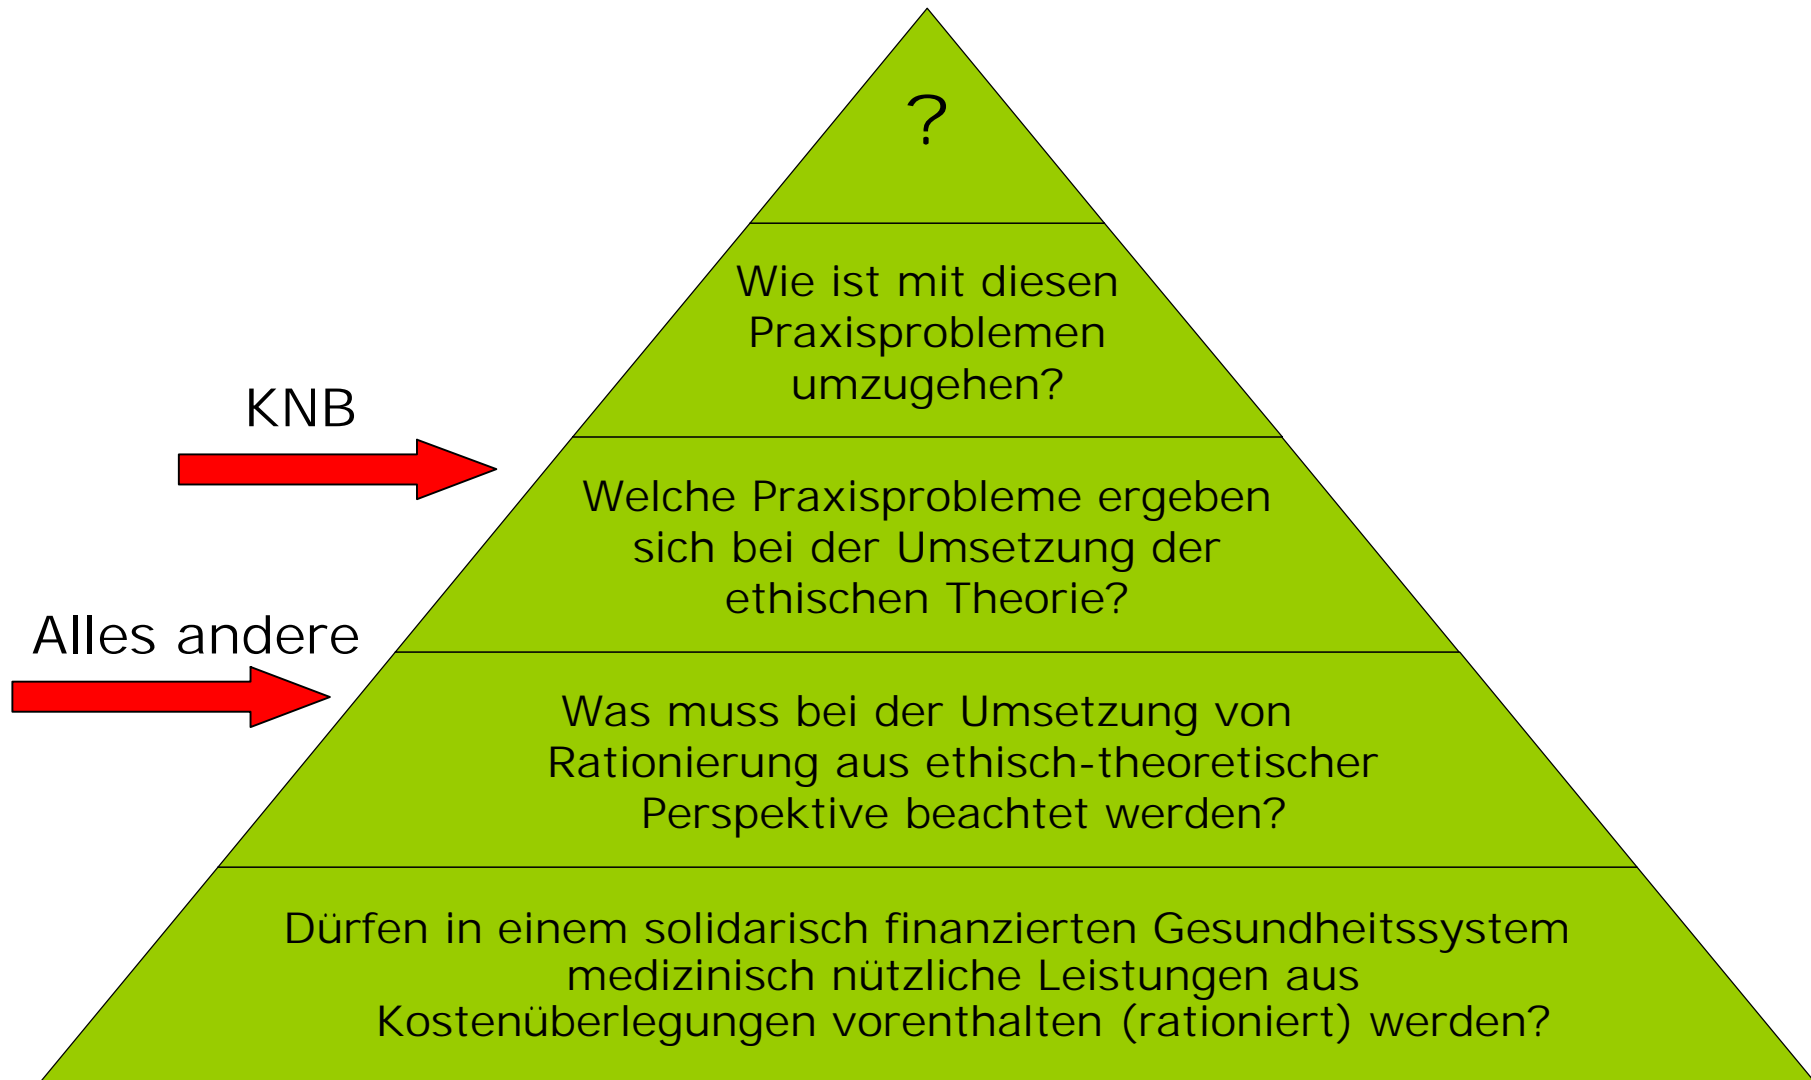 ?
Wie ist mit diesen
Praxisproblemen
umzugehen?
KNB
Welche Praxisprobleme ergeben
sich bei der Umsetzung der
ethischen Theorie?
Alles andere
Was muss bei der Umsetzung von
Rationierung aus ethisch-theoretischer
Perspektive beachtet werden?
Dürfen in einem solidarisch finanzierten Gesundheitssystem
medizinisch nützliche Leistungen aus
Kostenüberlegungen vorenthalten (rationiert) werden?